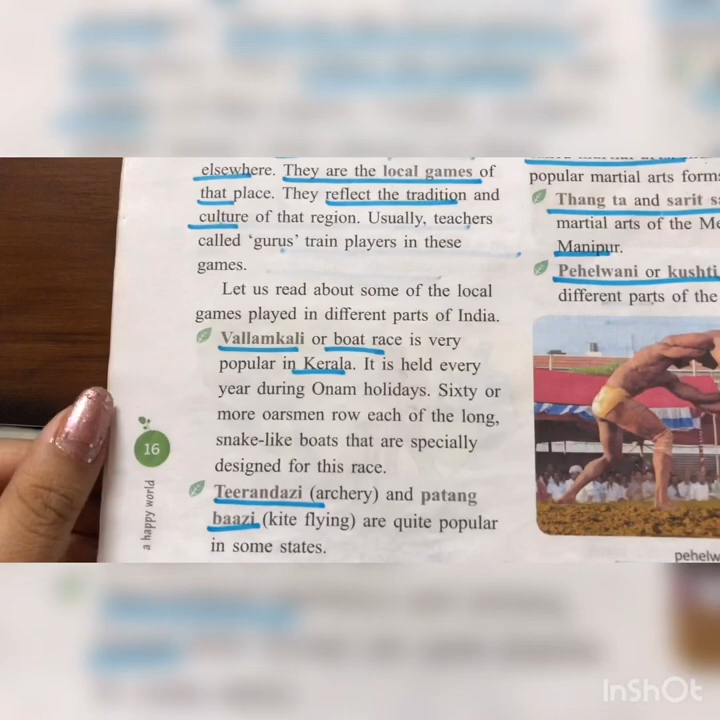 elsewhere. They are the local games of
that place. They reflect the tradition and
culture of that region. Usually, teachers
called ‘gurus’ train players in these
games.
Let us read about some of the local
games played in different parts of India.
Vallamkali or boat race is very
popular in Kerala. It is held every
year during Onam holidays. Sixty or
more oarsmen row each of the long,
snake-like boats that are specially
designed for this race.
Teerandazi (archery) and patang
baazi (kite flying) are quite popular
in some states.
16
a happy world
popular martial arts forms
Thang ta and sarit
martial arts of the
Manipur.
Pehelwani or kushti
different parts of the
InShOt